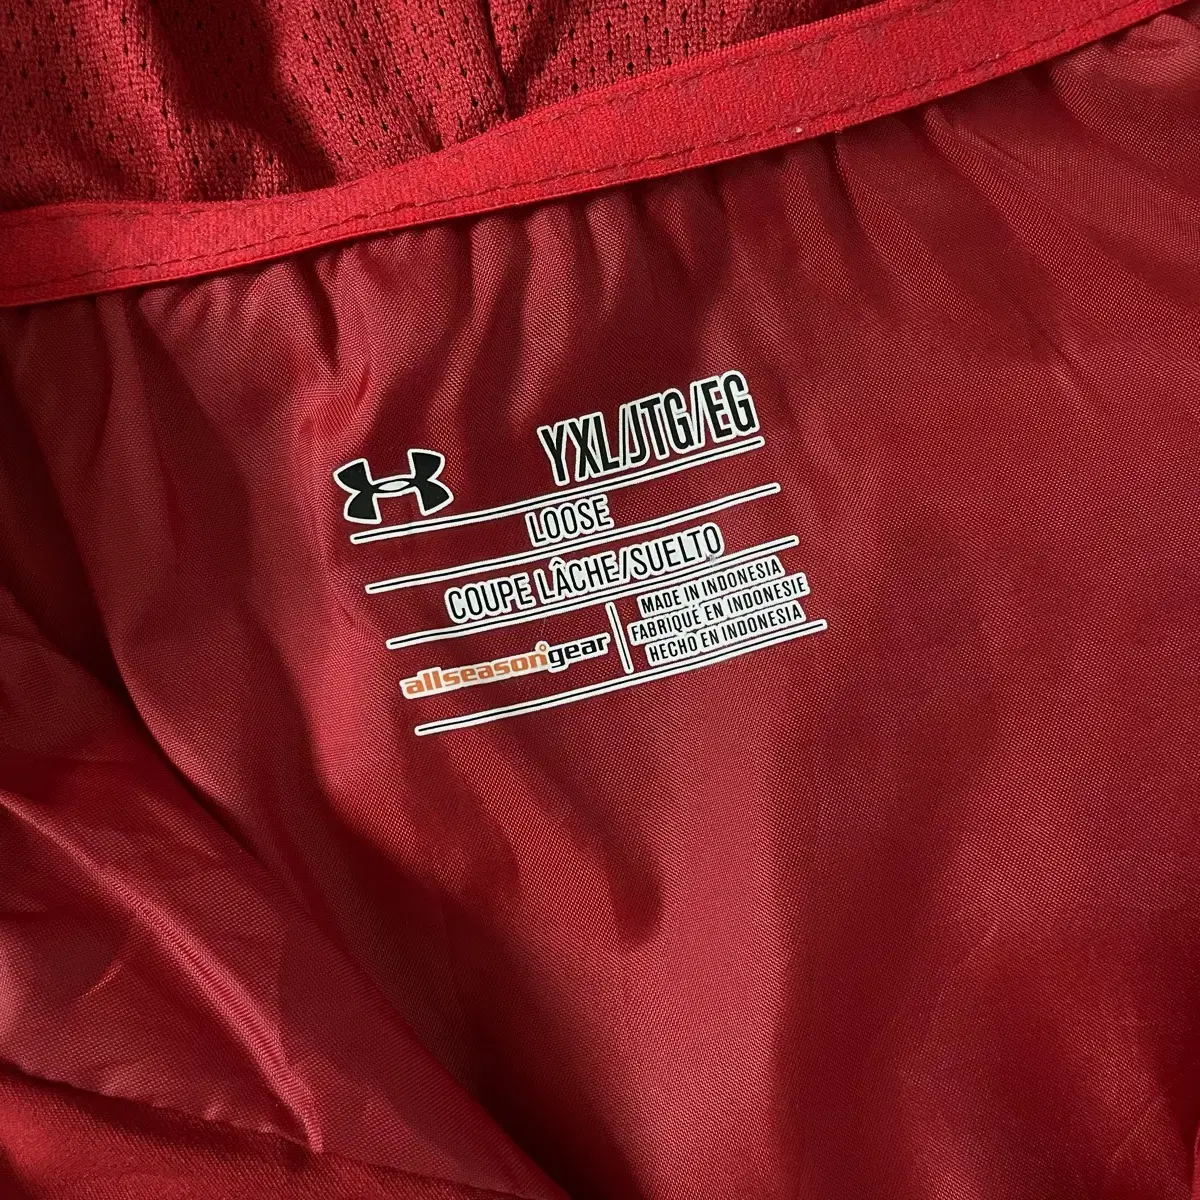 YXL/JTG/EG
LOOSE
COUPE LÂCHE/SUELTO
allseasongear
MADE IN INDONESIA
FABRIQUÉ EN INDONESIE
HECHO EN INDONESIA